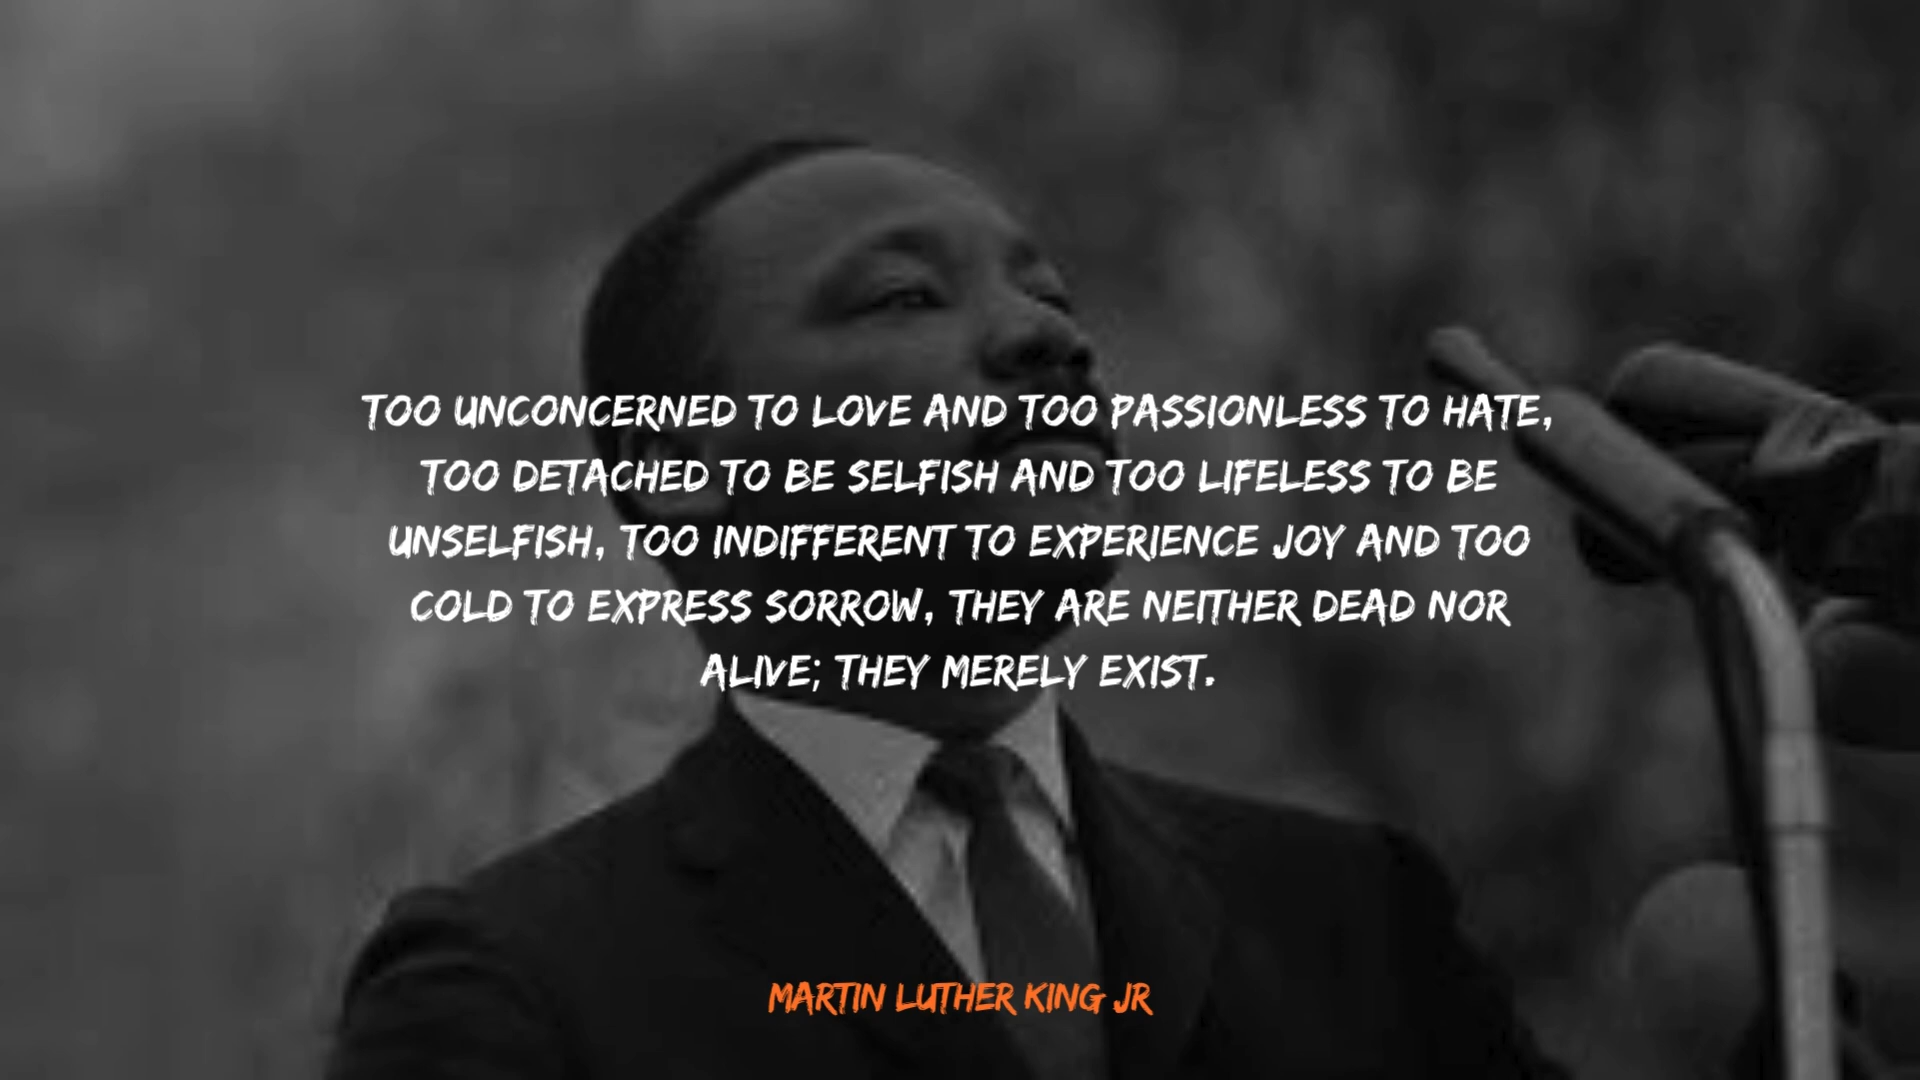 TOO UNCONCERNED TO LOVE AND TOO PASSIONLESS TO HATE,
TOO DETACHED TO BE SELFISH AND TOO LIFELESS TO BE
UNSELFISH, TOO INDIFFERENT TO EXPERIENCE JOY AND TOO
COLD TO EXPRESS SORROW, THEY ARE NEITHER DEAD NOR
ALIVE; THEY MERELY EXIST.
MARTIN LUTHER KING JR